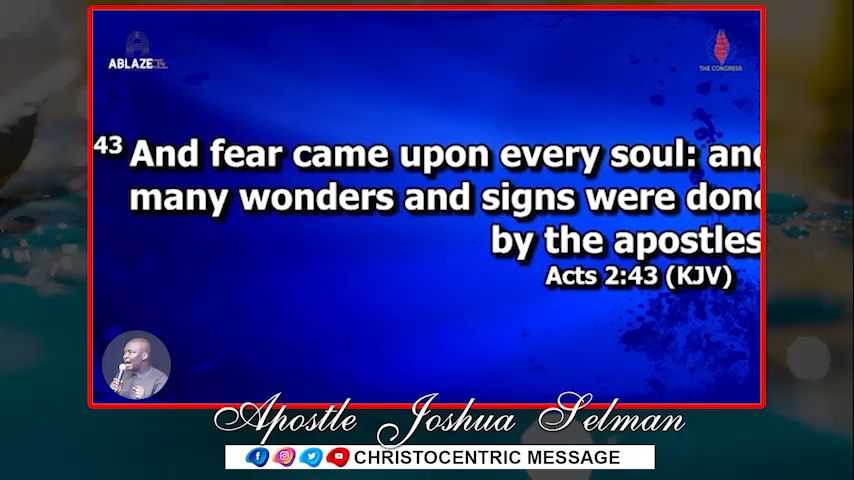 ABLAZE TV
THE CONGRESS
43 And fear came upon every soul: and
many wonders and signs were done
by the apostles
Acts 2:43 (KJV)
Apostle Joshua Selman
CHRISTOCENTRIC MESSAGE